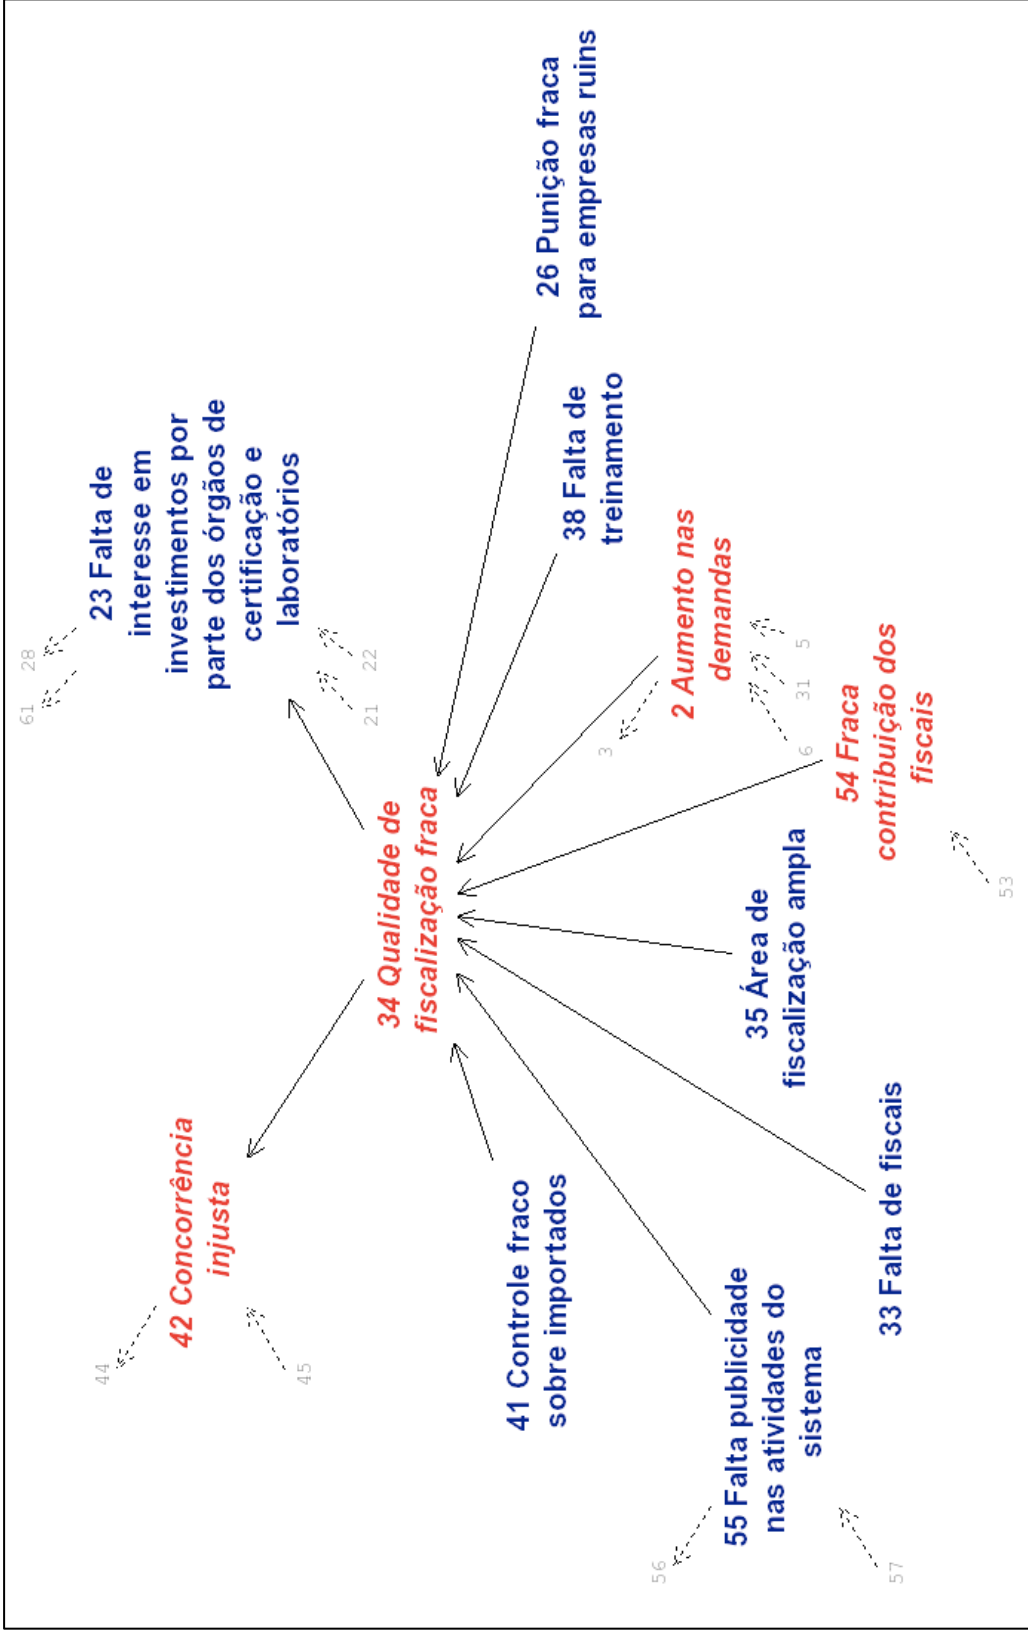 44
42 Concorrência
injusta
45
61
28
23 Falta de
interesse em
investimentos por
parte dos órgãos de
certificação e
laboratórios
21
22
34 Qualidade de
fiscalização fraca
41 Controle fraco
sobre importados
56
55 Falta publicidade
nas atividades do
sistema
57
33 Falta de fiscais
35 Área de
fiscalização ampla
54 Fraca
contribuição dos
fiscais
53
3
2 Aumento nas
demandas
6
31
5
38 Falta de
treinamento
26 Punição fraca
para empresas ruins